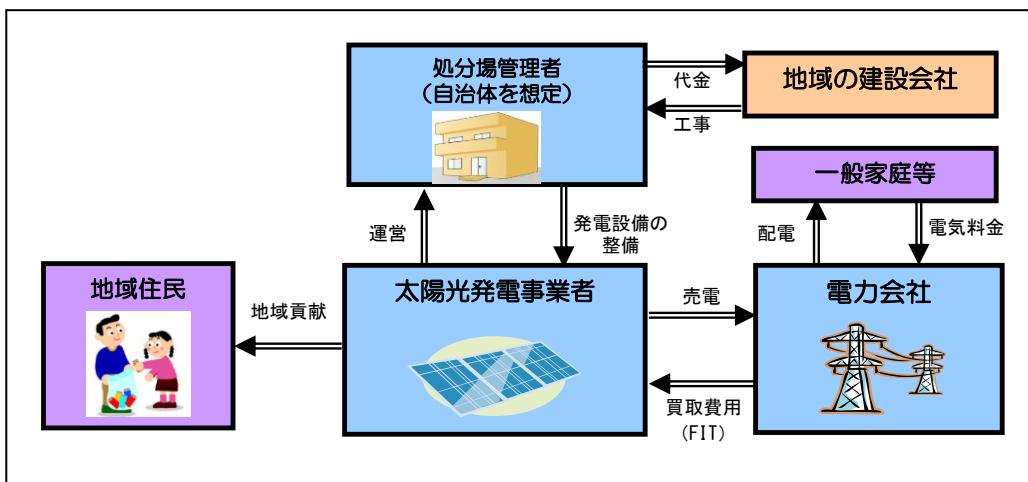 処分場管理者
(自治体を想定)
代金
工事
地域の建設会社
一般家庭等
運営
発電設備の
整備
配電
電気料金
地域住民
地域貢献
太陽光発電事業者
売電
電力会社
買取費用
(FIT)